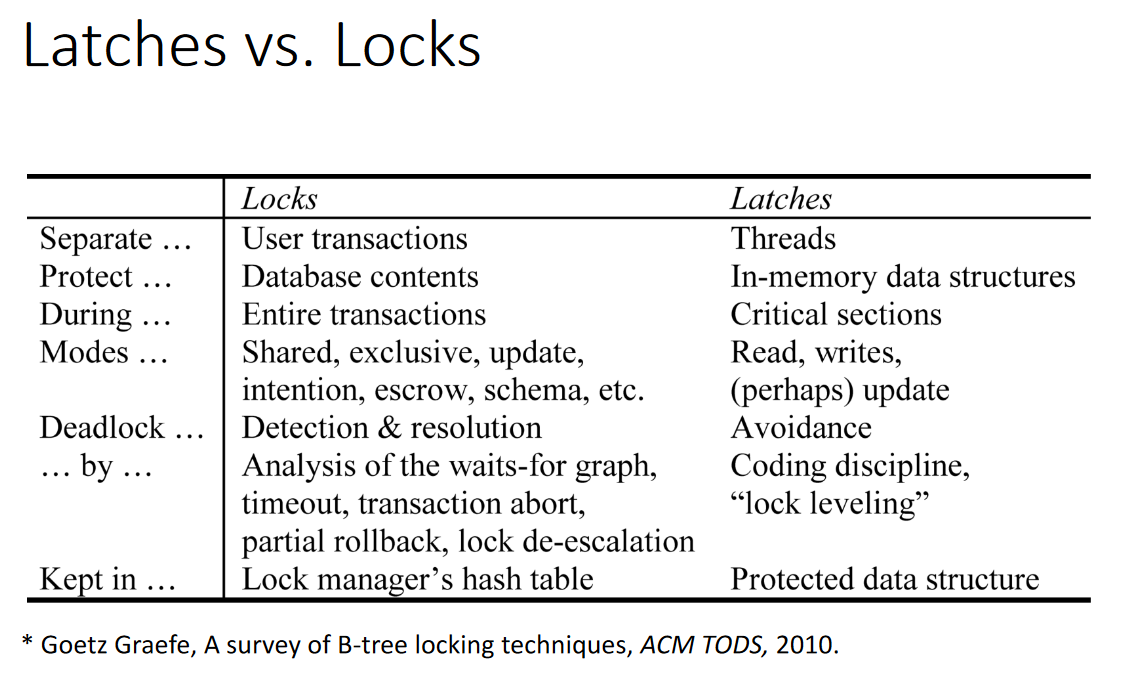 Latches vs. Locks
Locks Latches
Separate … User transactions Threads
Protect … Database contents In-memory data structures
During … Entire transactions Critical sections
Modes … Shared, exclusive, update, Read, writes,
intention, escrow, schema, etc. (perhaps) update
Deadlock … Detection & resolution Avoidance
… by … Analysis of the waits-for graph, Coding discipline,
timeout, transaction abort, “lock leveling”
partial rollback, lock de-escalation
Kept in … Lock manager’s hash table Protected data structure
* Goetz Graefe, A survey of B-tree locking techniques, ACM TODS, 2010.